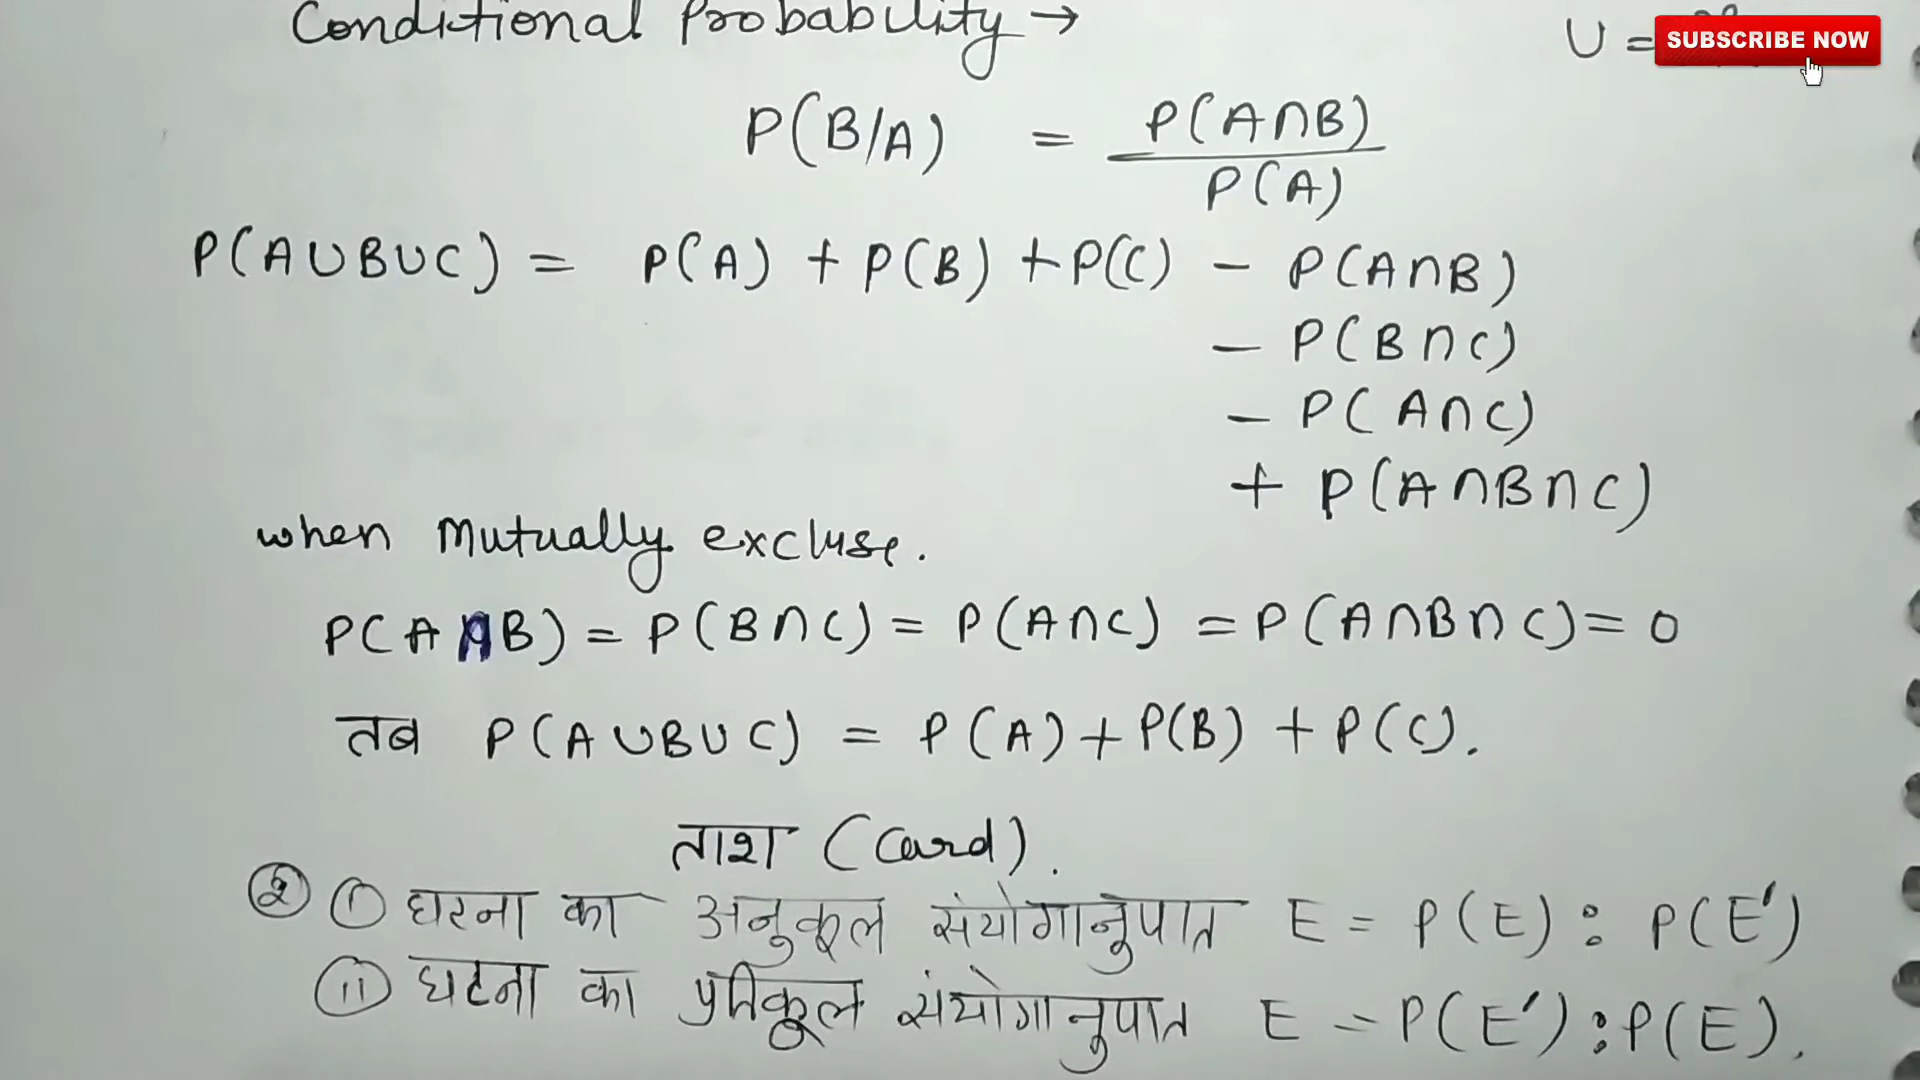 Conditional Probability →
U =
SUBSCRIBE NOW
P(B/A) = P(A∩B) / P(A)
P(A∪B∪C) = P(A) + P(B) + P(C) − P(A∩B)
− P(B∩C)
− P(A∩C)
+ P(A∩B∩C)
when Mutually excluse.
P(A∩B) = P(B∩C) = P(A∩C) = P(A∩B∩C) = 0
तब P(A∪B∪C) = P(A) + P(B) + P(C).
ताश (Card).
② (i) घटना का अनुकूल संयोगानुपात E = P(E) : P(E')
(ii) घटना का प्रतिकूल संयोगानुपात E = P(E') : P(E).